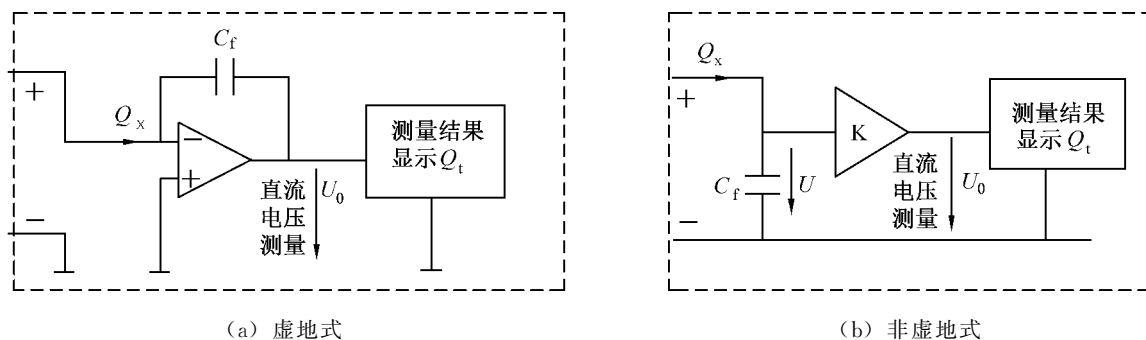 C_f
+
Q_x
−
+
−
测量结果
显示Q_t
直流
电压
测量
U_0
(a) 虚地式
Q_x
+
K
测量结果
显示Q_t
C_f
U
直流
电压
测量
U_0
−
(b) 非虚地式